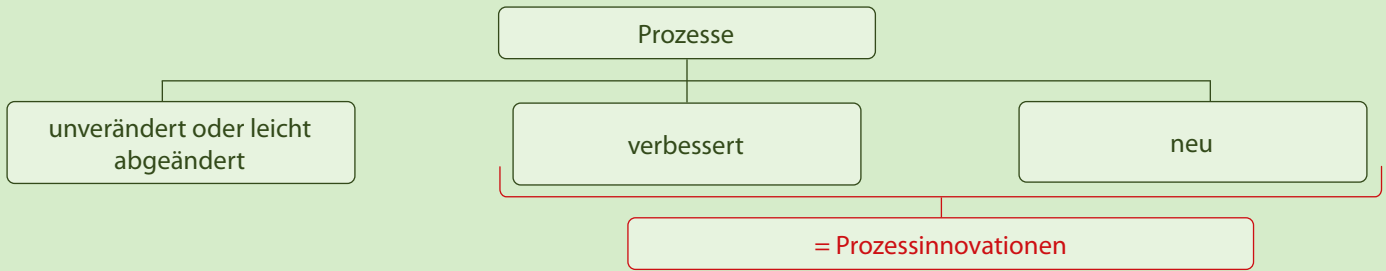 Prozesse
unverändert oder leicht
abgeändert
verbessert
neu
= Prozessinnovationen